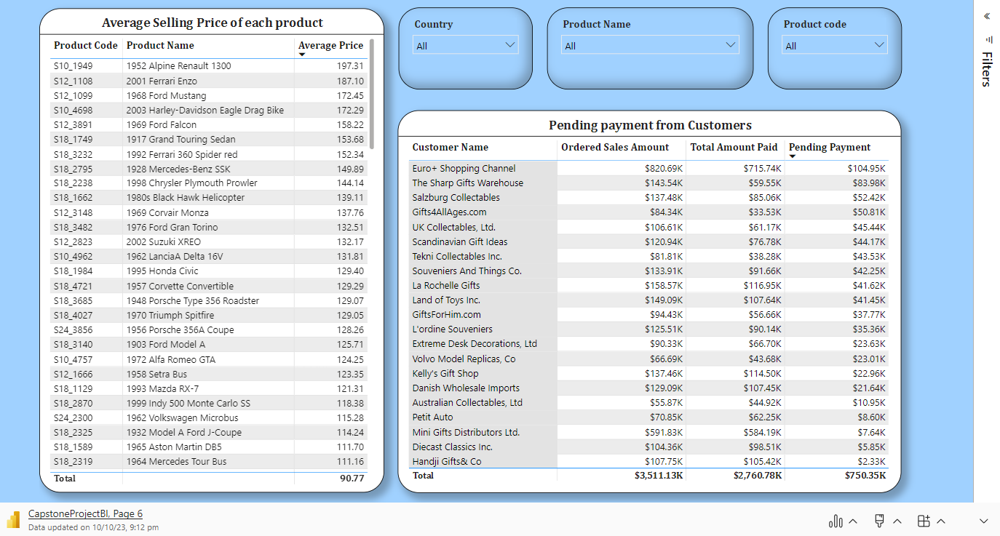 Average Selling Price of each product
Product Code Product Name Average Price
S10_1949 1952 Alpine Renault 1300 197.31
S12_1108 2001 Ferrari Enzo 187.10
S12_1099 1968 Ford Mustang 172.45
S10_4698 2003 Harley-Davidson Eagle Drag Bike 172.29
S12_3891 1969 Ford Falcon 158.22
S18_1749 1917 Grand Touring Sedan 153.68
S18_3232 1992 Ferrari 360 Spider red 152.34
S18_2795 1928 Mercedes-Benz SSK 149.89
S18_2238 1998 Chrysler Plymouth Prowler 144.14
S18_1662 1980s Black Hawk Helicopter 139.11
S12_3148 1969 Corvair Monza 137.76
S18_3482 1976 Ford Gran Torino 132.51
S12_2823 2002 Suzuki XREO 132.17
S10_4962 1962 LanciaA Delta 16V 131.81
S18_1984 1995 Honda Civic 129.40
S18_4721 1957 Corvette Convertible 129.29
S18_3685 1948 Porsche Type 356 Roadster 129.07
S18_4027 1970 Triumph Spitfire 129.05
S24_3856 1956 Porsche 356A Coupe 128.26
S18_3140 1903 Ford Model A 125.71
S10_4757 1972 Alfa Romeo GTA 124.25
S12_1666 1958 Setra Bus 123.35
S18_1129 1993 Mazda RX-7 121.31
S18_2870 1999 Indy 500 Monte Carlo SS 118.38
S24_2300 1962 Volkswagen Microbus 115.28
S18_2325 1932 Model A Ford J-Coupe 114.24
S18_1589 1965 Aston Martin DB5 111.70
S18_2319 1964 Mercedes Tour Bus 111.16
Total 90.77
Country
All
Product Name
All
Product code
All
Pending payment from Customers
Customer Name Ordered Sales Amount Total Amount Paid Pending Payment
Euro+ Shopping Channel $820.69K $715.74K $104.95K
The Sharp Gifts Warehouse $143.54K $59.55K $83.98K
Salzburg Collectables $137.48K $85.06K $52.42K
Gifts4AllAges.com $84.34K $33.53K $50.81K
UK Collectables, Ltd. $106.61K $61.17K $45.44K
Scandinavian Gift Ideas $120.94K $76.78K $44.17K
Tekni Collectables Inc. $81.81K $38.28K $43.53K
Souveniers And Things Co. $133.91K $91.66K $42.25K
La Rochelle Gifts $158.57K $116.95K $41.62K
Land of Toys Inc. $149.09K $107.64K $41.45K
GiftsForHim.com $94.43K $56.66K $37.77K
L'ordine Souveniers $125.51K $90.14K $35.36K
Extreme Desk Decorations, Ltd $90.33K $66.70K $23.63K
Volvo Model Replicas, Co $66.69K $43.68K $23.01K
Kelly's Gift Shop $137.46K $114.50K $22.96K
Danish Wholesale Imports $129.09K $107.45K $21.64K
Australian Collectables, Ltd $55.87K $44.92K $10.95K
Petit Auto $70.85K $62.25K $8.60K
Mini Gifts Distributors Ltd. $591.83K $584.19K $7.64K
Diecast Classics Inc. $104.36K $98.51K $5.85K
Handji Gifts& Co $107.75K $105.42K $2.33K
Total $3,511.13K $2,760.78K $750.35K
Filters
CapstoneProjectBI, Page 6
Data updated on 10/10/23, 9:12 pm